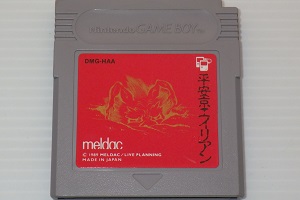 Nintendo GAME BOY
DMG-HAA
平安京エイリアン
meldac
© 1989 MELDAC / LIVE PLANNING
MADE IN JAPAN